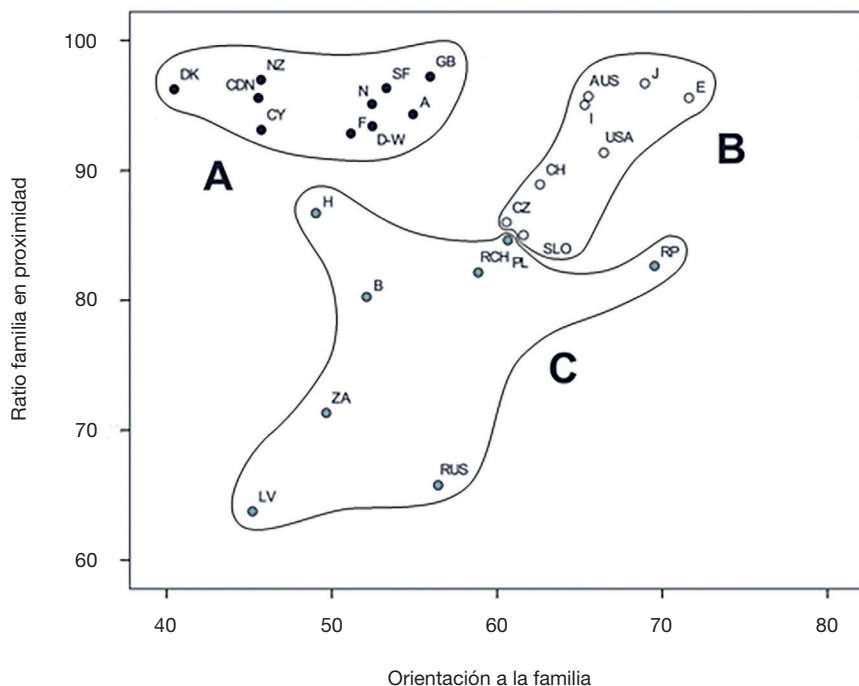 100
DK
NZ
CDN
CY
N
SF
GB
A
F
D-W
A
AUS
J
E
I
USA
B
90
CH
CZ
SLO
H
RCH
PL
RP
B
80
C
ZA
70
RUS
LV
60
Ratio familia en proximidad
40
50
60
70
80
Orientación a la familia